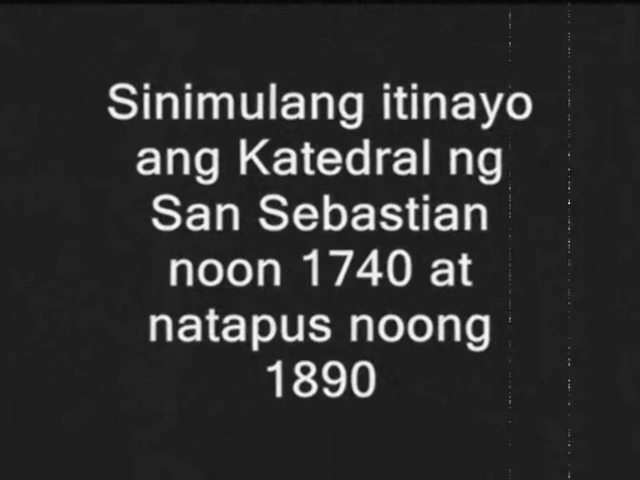 Sinimulang itinayo
ang Katedral ng
San Sebastian
noon 1740 at
natapus noong
1890